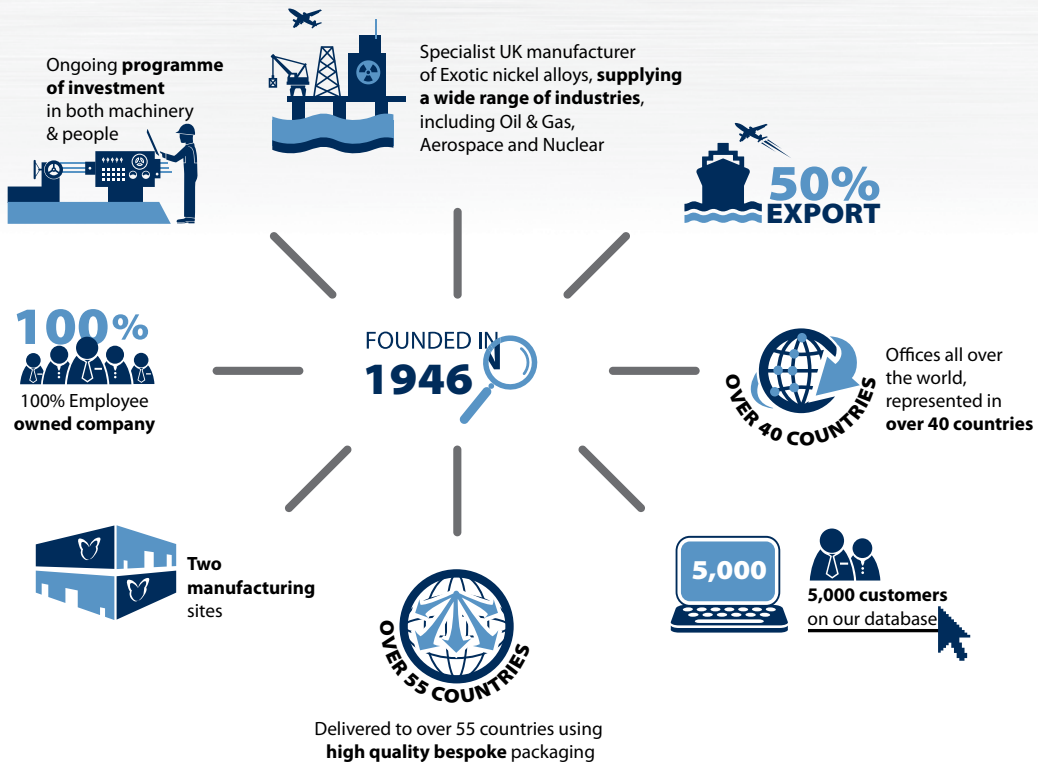 Ongoing programme
of investment
in both machinery
& people
Specialist UK manufacturer
of Exotic nickel alloys, supplying
a wide range of industries,
including Oil & Gas,
Aerospace and Nuclear
50%
EXPORT
100%
100% Employee
owned company
FOUNDED IN
1946
OVER 40 COUNTRIES
Offices all over
the world,
represented in
over 40 countries
Two
manufacturing
sites
OVER 55 COUNTRIES
Delivered to over 55 countries using
high quality bespoke packaging
5,000
5,000 customers
on our database